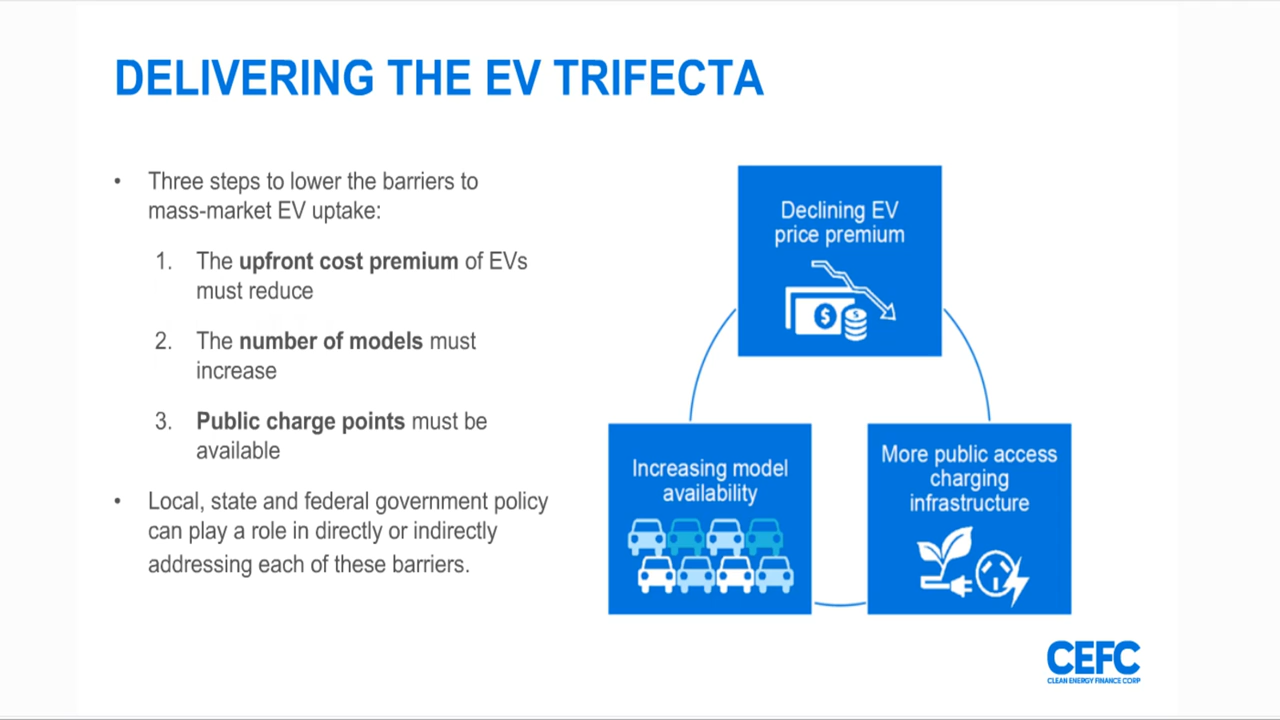 DELIVERING THE EV TRIFECTA
• Three steps to lower the barriers to
mass-market EV uptake:
1. The upfront cost premium of EVs
must reduce
2. The number of models must
increase
3. Public charge points must be
available
• Local, state and federal government policy
can play a role in directly or indirectly
addressing each of these barriers.
Declining EV
price premium
$
$
Increasing model
availability
More public access
charging
infrastructure
CEFC
CLEAN ENERGY FINANCE CORP